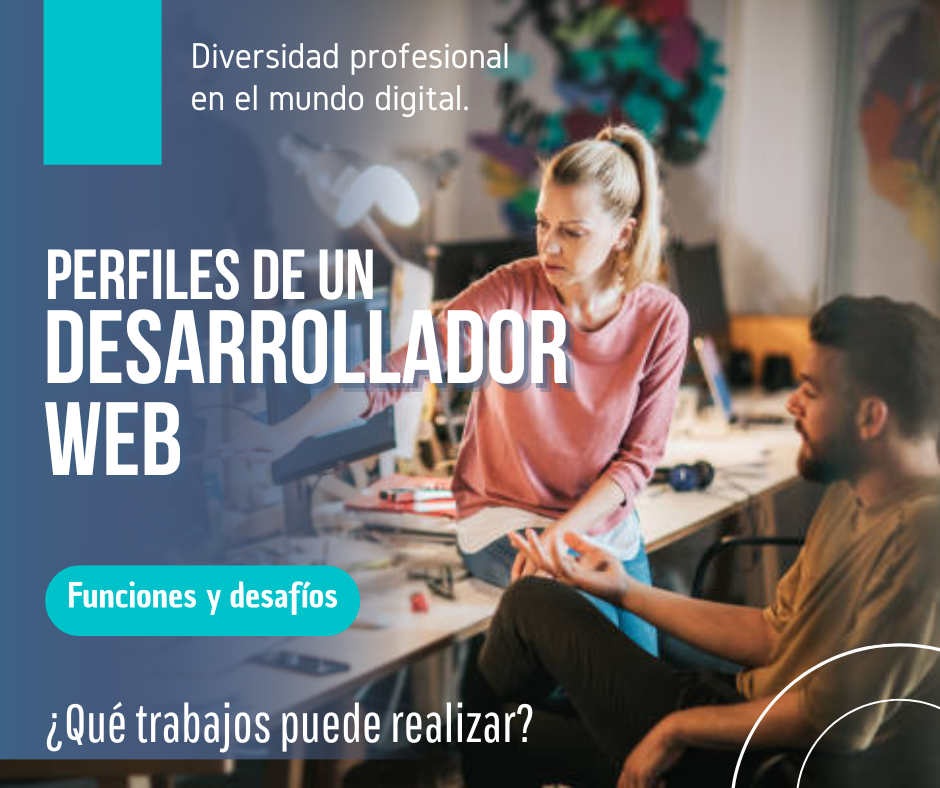 Diversidad profesional
en el mundo digital.
PERFILES DE UN
DESARROLLADOR
WEB
Funciones y desafíos
¿Qué trabajos puede realizar?